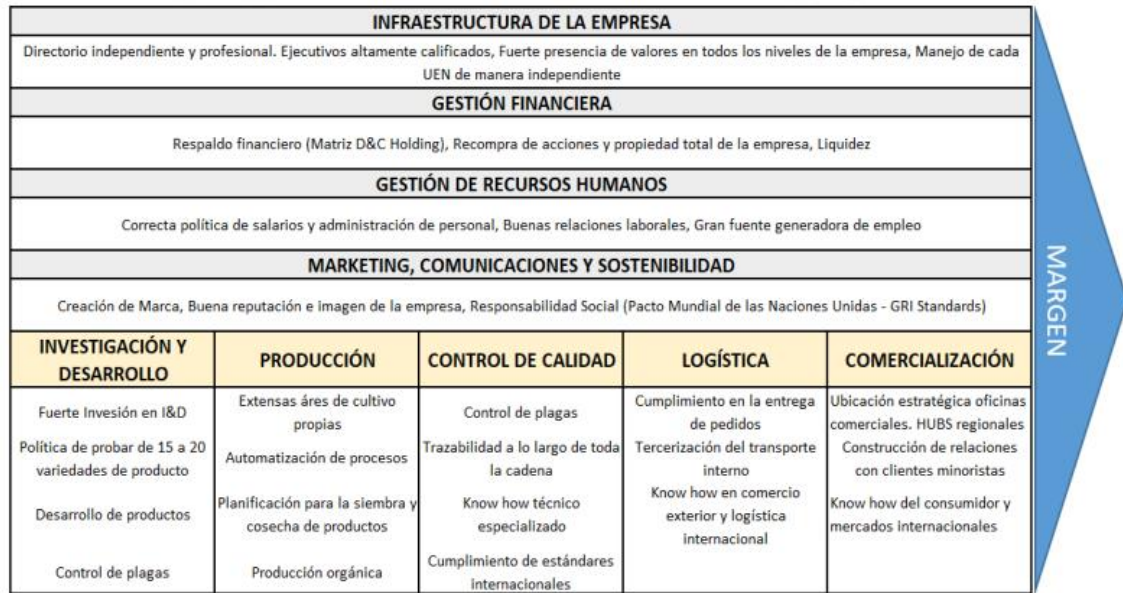 INFRAESTRUCTURA DE LA EMPRESA
Directorio independiente y profesional. Ejecutivos altamente calificados, Fuerte presencia de valores en todos los niveles de la empresa, Manejo de cada
UEN de manera independiente
GESTIÓN FINANCIERA
Respaldo financiero (Matriz D&C Holding), Recompra de acciones y propiedad total de la empresa, Liquidez
GESTIÓN DE RECURSOS HUMANOS
Correcta política de salarios y administración de personal, Buenas relaciones laborales, Gran fuente generadora de empleo
MARKETING, COMUNICACIONES Y SOSTENIBILIDAD
Creación de Marca, Buena reputación e imagen de la empresa, Responsabilidad Social (Pacto Mundial de las Naciones Unidas - GRI Standards)
INVESTIGACIÓN Y
DESARROLLO
Fuerte Invesión en I&D
Política de probar de 15 a 20
variedades de producto
Desarrollo de productos
Control de plagas
PRODUCCIÓN
Extensas áres de cultivo
propias
Automatización de procesos
Planificación para la siembra y
cosecha de productos
Producción orgánica
CONTROL DE CALIDAD
Control de plagas
Trazabilidad a lo largo de toda
la cadena
Know how técnico
especializado
Cumplimiento de estándares
internacionales
LOGÍSTICA
Cumplimiento en la entrega
de pedidos
Tercerización del transporte
interno
Know how en comercio
exterior y logística
internacional
COMERCIALIZACIÓN
Ubicación estratégica oficinas
comerciales. HUBS regionales
Construcción de relaciones
con clientes minoristas
Know how del consumidor y
mercados internacionales
MARGEN